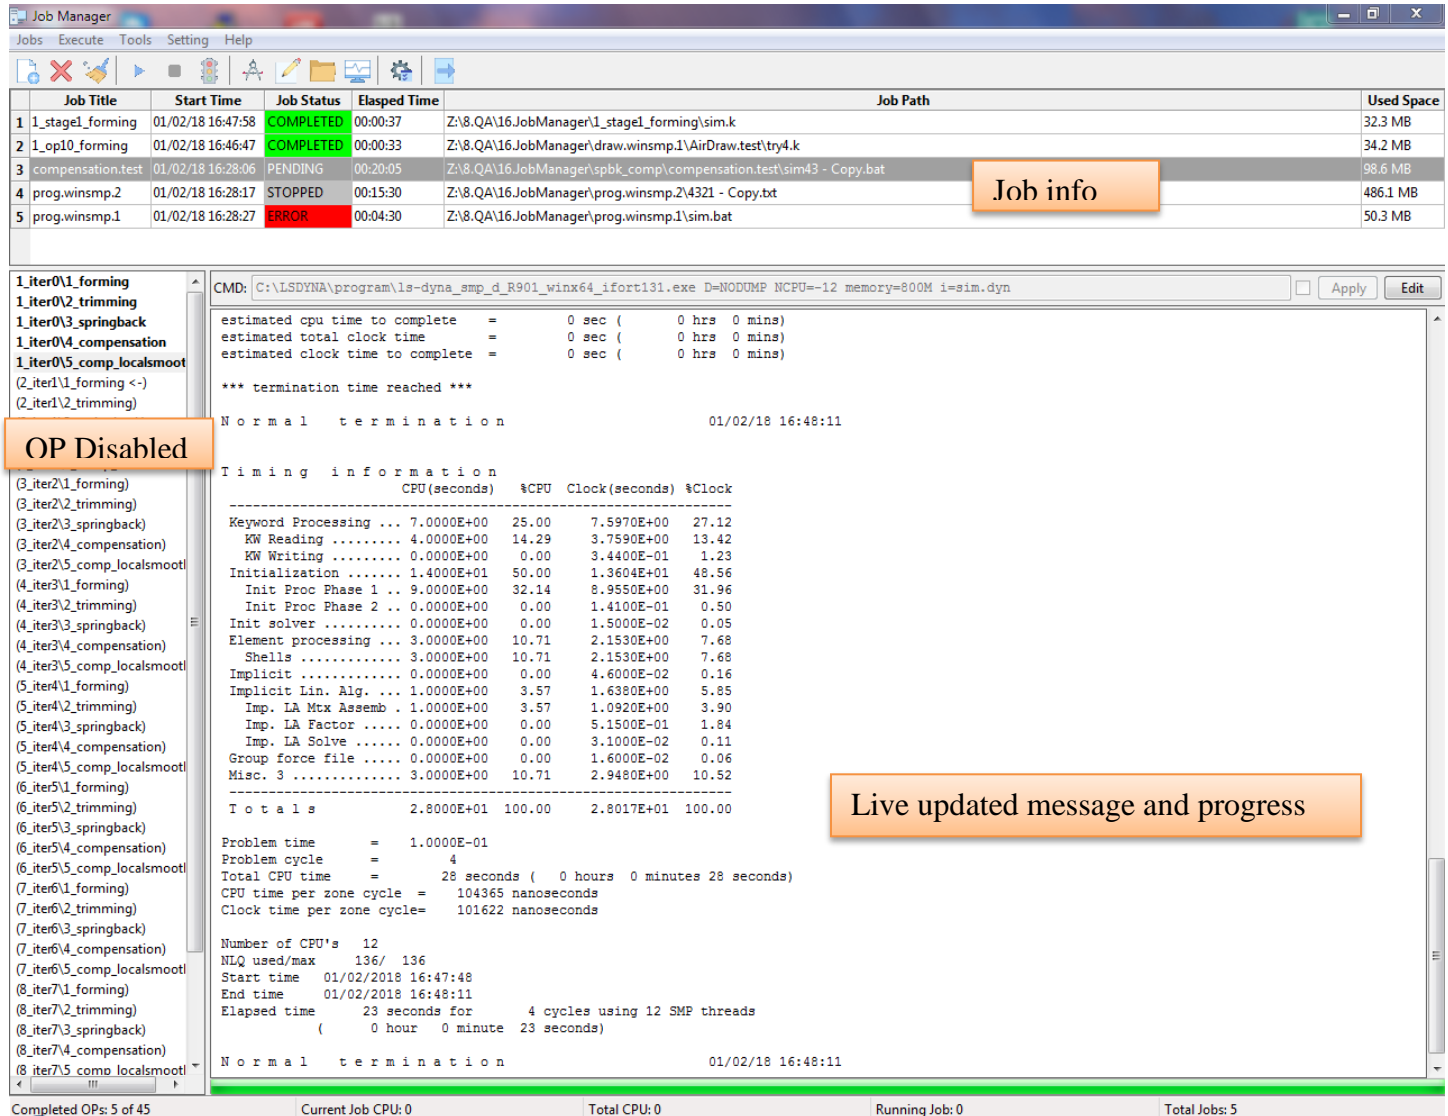 Job Manager
Jobs Execute Tools Setting Help
Job Title Start Time Job Status Elasped Time Job Path Used Space
1 1_stage1_forming 01/02/18 16:47:58 COMPLETED 00:00:37 Z:\8.QA\16.JobManager\1_stage1_forming\sim.k 32.3 MB
2 1_op10_forming 01/02/18 16:46:47 COMPLETED 00:00:33 Z:\8.QA\16.JobManager\draw.winsmp.1\AirDraw.test\try4.k 34.2 MB
3 compensation.test 01/02/18 16:28:06 PENDING 00:20:05 Z:\8.QA\16.JobManager\spbk_comp\compensation.test\sim43 - Copy.bat 98.6 MB
4 prog.winsmp.2 01/02/18 16:28:17 STOPPED 00:15:30 Z:\8.QA\16.JobManager\prog.winsmp.2\4321 - Copy.txt 486.1 MB
5 prog.winsmp.1 01/02/18 16:28:27 ERROR 00:04:30 Z:\8.QA\16.JobManager\prog.winsmp.1\sim.bat 50.3 MB
Job info
1_iter0\1_forming
1_iter0\2_trimming
1_iter0\3_springback
1_iter0\4_compensation
1_iter0\5_comp_localsmoot
(2_iter1\1_forming <-)
(2_iter1\2_trimming)
OP Disabled
(3_iter2\1_forming)
(3_iter2\2_trimming)
(3_iter2\3_springback)
(3_iter2\4_compensation)
(3_iter2\5_comp_localsmootl
(4_iter3\1_forming)
(4_iter3\2_trimming)
(4_iter3\3_springback)
(4_iter3\4_compensation)
(4_iter3\5_comp_localsmootl
(5_iter4\1_forming)
(5_iter4\2_trimming)
(5_iter4\3_springback)
(5_iter4\4_compensation)
(5_iter4\5_comp_localsmootl
(6_iter5\1_forming)
(6_iter5\2_trimming)
(6_iter5\3_springback)
(6_iter5\4_compensation)
(6_iter5\5_comp_localsmootl
(7_iter6\1_forming)
(7_iter6\2_trimming)
(7_iter6\3_springback)
(7_iter6\4_compensation)
(7_iter6\5_comp_localsmootl
(8_iter7\1_forming)
(8_iter7\2_trimming)
(8_iter7\3_springback)
(8_iter7\4_compensation)
(8_iter7\5_comp_localsmootl
CMD: C:\LSDYNA\program\ls-dyna_smp_d_R901_winx64_ifort131.exe D=NODUMP NCPU=-12 memory=800M i=sim.dyn Apply Edit
estimated cpu time to complete = 0 sec ( 0 hrs 0 mins)
estimated total clock time = 0 sec ( 0 hrs 0 mins)
estimated clock time to complete = 0 sec ( 0 hrs 0 mins)
*** termination time reached ***
N o r m a l t e r m i n a t i o n 01/02/18 16:48:11
T i m i n g i n f o r m a t i o n
CPU(seconds) %CPU Clock(seconds) %Clock
----------------------------------------------------------------
Keyword Processing ... 7.0000E+00 25.00 7.5970E+00 27.12
KW Reading ......... 4.0000E+00 14.29 3.7590E+00 13.42
KW Writing ......... 0.0000E+00 0.00 3.4400E-01 1.23
Initialization ....... 1.4000E+01 50.00 1.3604E+01 48.56
Init Proc Phase 1 .. 9.0000E+00 32.14 8.9550E+00 31.96
Init Proc Phase 2 .. 0.0000E+00 0.00 1.4100E-01 0.50
Init solver .......... 0.0000E+00 0.00 1.5000E-02 0.05
Element processing ... 3.0000E+00 10.71 2.1530E+00 7.68
Shells ............. 3.0000E+00 10.71 2.1530E+00 7.68
Implicit ............. 0.0000E+00 0.00 4.6000E-02 0.16
Implicit Lin. Alg. ... 1.0000E+00 3.57 1.6380E+00 5.85
Imp. LA Mtx Assemb . 1.0000E+00 3.57 1.0920E+00 3.90
Imp. LA Factor ..... 0.0000E+00 0.00 5.1500E-01 1.84
Imp. LA Solve ...... 0.0000E+00 0.00 3.1000E-02 0.11
Group force file ..... 0.0000E+00 0.00 1.6000E-02 0.06
Misc. 3 .............. 3.0000E+00 10.71 2.9480E+00 10.52
----------------------------------------------------------------
T o t a l s 2.8000E+01 100.00 2.8017E+01 100.00
Live updated message and progress
Problem time = 1.0000E-01
Problem cycle = 4
Total CPU time = 28 seconds ( 0 hours 0 minutes 28 seconds)
CPU time per zone cycle = 104365 nanoseconds
Clock time per zone cycle= 101622 nanoseconds
Number of CPU's 12
NLQ used/max 136/ 136
Start time 01/02/2018 16:47:48
End time 01/02/2018 16:48:11
Elapsed time 23 seconds for 4 cycles using 12 SMP threads
( 0 hour 0 minute 23 seconds)
N o r m a l t e r m i n a t i o n 01/02/18 16:48:11
Completed OPs: 5 of 45 Current Job CPU: 0 Total CPU: 0 Running Job: 0 Total Jobs: 5